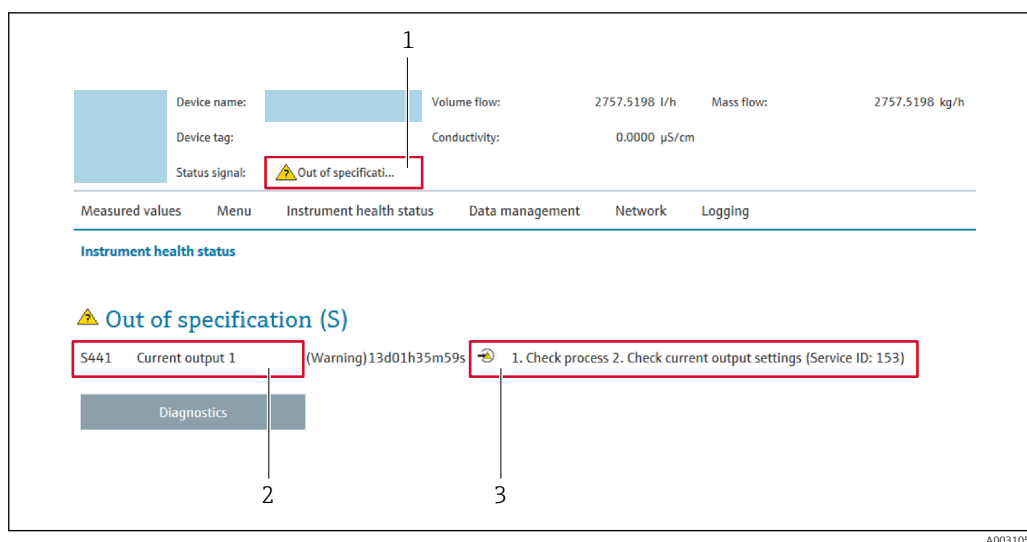 1
Device name: Volume flow: 2757.5198 l/h Mass flow: 2757.5198 kg/h
Device tag: Conductivity: 0.0000 µS/cm
Status signal: Out of specificati...
Measured values Menu Instrument health status Data management Network Logging
Instrument health status
Out of specification (S)
S441 Current output 1 (Warning)13d01h35m59s 1. Check process 2. Check current output settings (Service ID: 153)
Diagnostics
2 3